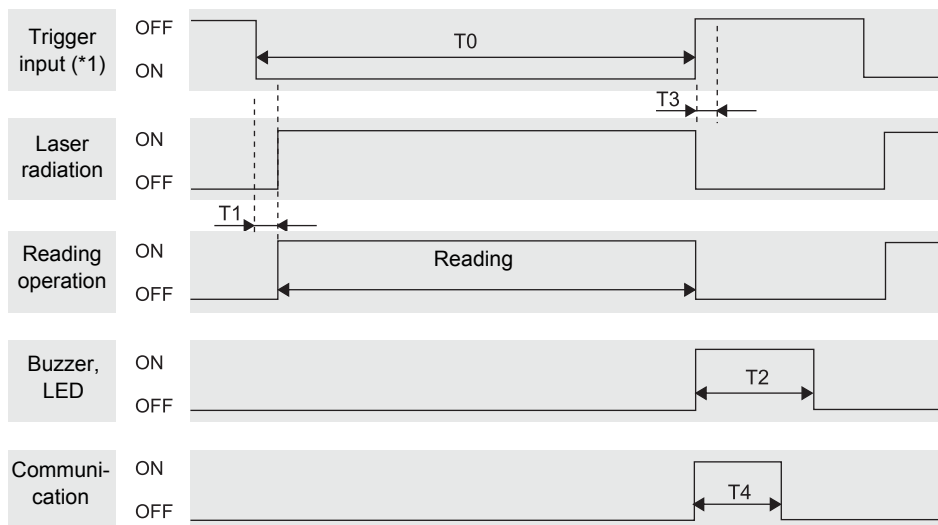 Trigger
input (*1)
OFF
ON
T0
T3
Laser
radiation
ON
OFF
T1
Reading
operation
ON
OFF
Reading
Buzzer,
LED
ON
OFF
T2
Communi-
cation
ON
OFF
T4